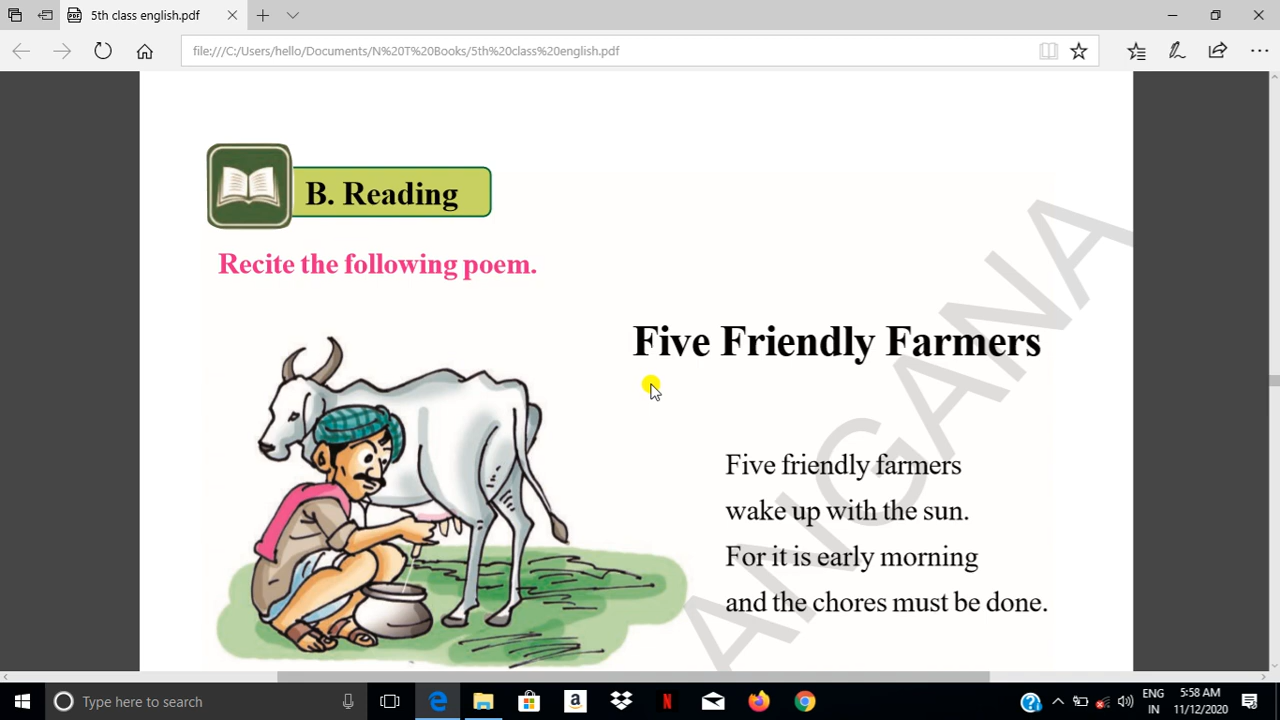 5th class english.pdf
file:///C:/Users/hello/Documents/N%20T%20Books/5th%20class%20english.pdf
B. Reading
Recite the following poem.
Five Friendly Farmers
Five friendly farmers
wake up with the sun.
For it is early morning
and the chores must be done.
ANGANA
Type here to search
ENG
IN
5:58 AM
11/12/2020